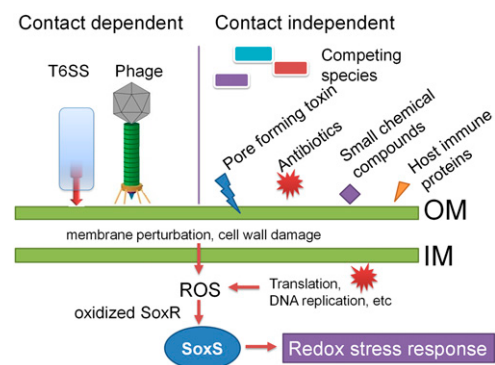 Contact dependent
Contact independent
T6SS
Phage
Competing
species
Pore forming toxin
Antibiotics
Small chemical
compounds
Host immune
proteins
OM
membrane perturbation, cell wall damage
IM
ROS
Translation,
DNA replication, etc
oxidized SoxR
SoxS
Redox stress response